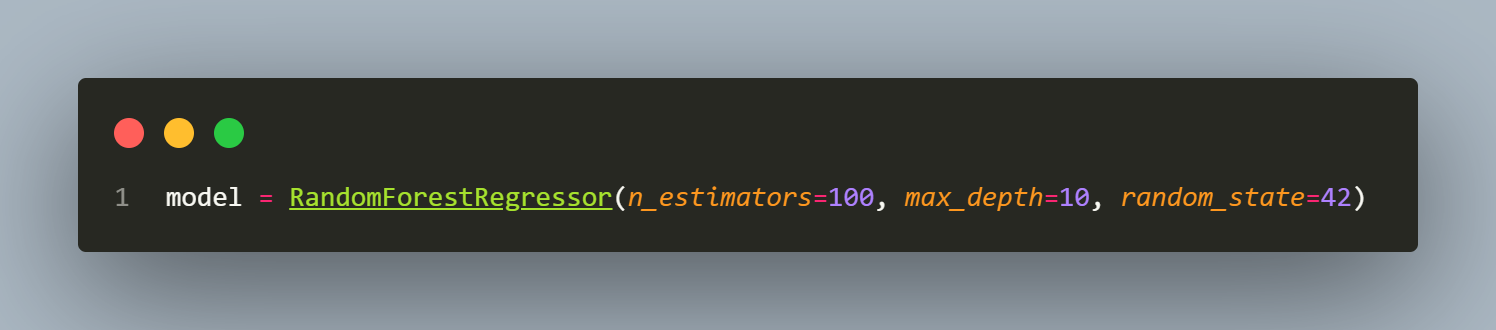 1 model = RandomForestRegressor(n_estimators=100, max_depth=10, random_state=42)